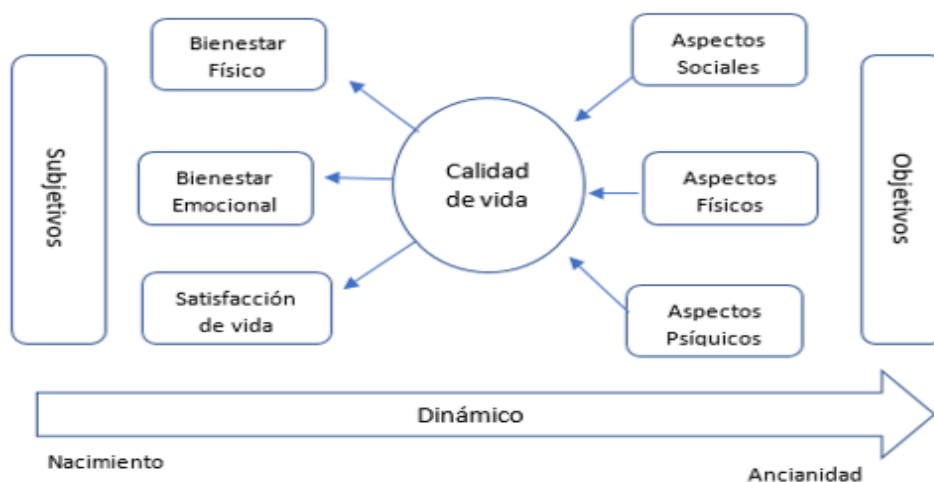 Subjetivos
Bienestar
Físico
Bienestar
Emocional
Satisfacción
de vida
Calidad
de vida
Aspectos
Sociales
Aspectos
Físicos
Aspectos
Psíquicos
Objetivos
Dinámico
Nacimiento
Ancianidad